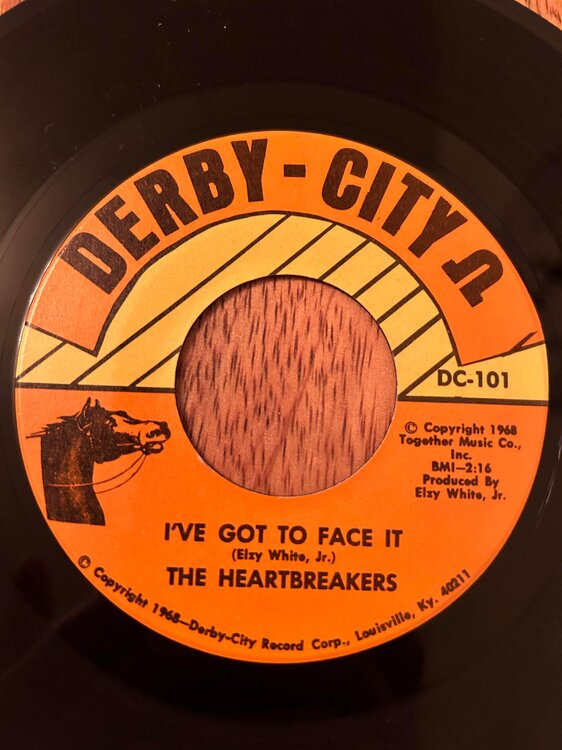 DERBY-CITY
DC-101
© Copyright 1968
Together Music Co.,
Inc.
BMI-2:16
Produced By
Elzy White, Jr.
I'VE GOT TO FACE IT
(Elzy White, Jr.)
THE HEARTBREAKERS
© Copyright 1968-Derby-City Record Corp., Louisville, Ky. 40211